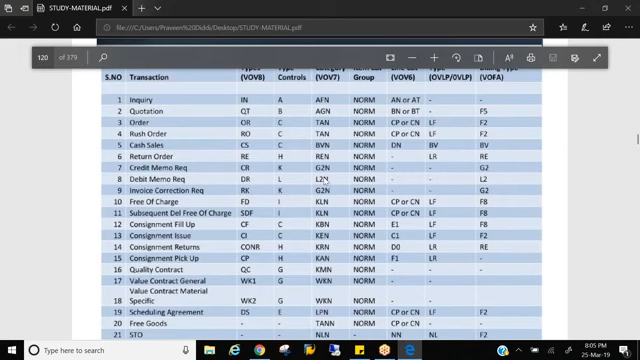 STUDY-MATERIAL.pdf
file:///C:/Users/Praveen%20Diddi/Desktop/STUDY-MATERIAL.pdf
120 of 379
S.NO Transaction (VOV8) Controls (VOV7) Group (VOV6) (OVLP/0VLP) (VOFA)
1 Inquiry IN A AFN NORM AN or AT - -
2 Quotation QT B AGN NORM BN or BT - F5
3 Order OR C TAN NORM CP or CN LF F2
4 Rush Order RO C TAN NORM CP or CN LF F2
5 Cash Sales CS C BVN NORM DN BV BV
6 Return Order RE H REN NORM - LR RE
7 Credit Memo Req CR K G2N NORM - - G2
8 Debit Memo Req DR L L2N NORM - - L2
9 Invoice Correction Req RK K G2N NORM - - G2
10 Free Of Charge FD I KLN NORM CP or CN LF F8
11 Subsequent Del Free Of Charge SDF I KLN NORM CP or CN LF F8
12 Consignment Fill Up CF C KBN NORM E1 LF F8
13 Consignment Issue CI C KEN NORM C1 LF F2
14 Consignment Returns CONR H KRN NORM D0 LR RE
15 Consignment Pick Up CP H KAN NORM F1 LR -
16 Quality Contract QC G KMN NORM - - -
17 Value Contract General WK1 G WKN NORM - - -
Value Contract Material
18 Specific WK2 G WKN NORM - - -
19 Scheduling Agreement DS E LPN NORM CP or CN LF F2
20 Free Goods - - TANN NORM CP or CN LF -
21 STO - - NLN - NN NL F2
Type here to search
8:05 PM
25-Mar-19